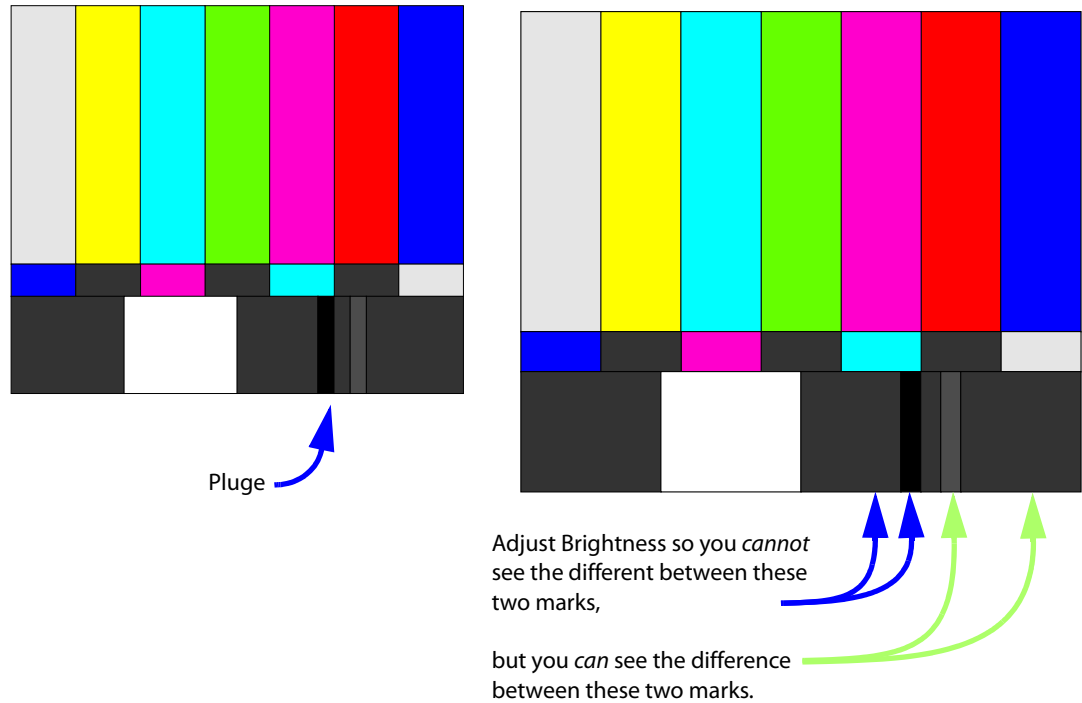 Pluge
Adjust Brightness so you cannot
see the different between these
two marks,
but you can see the difference
between these two marks.